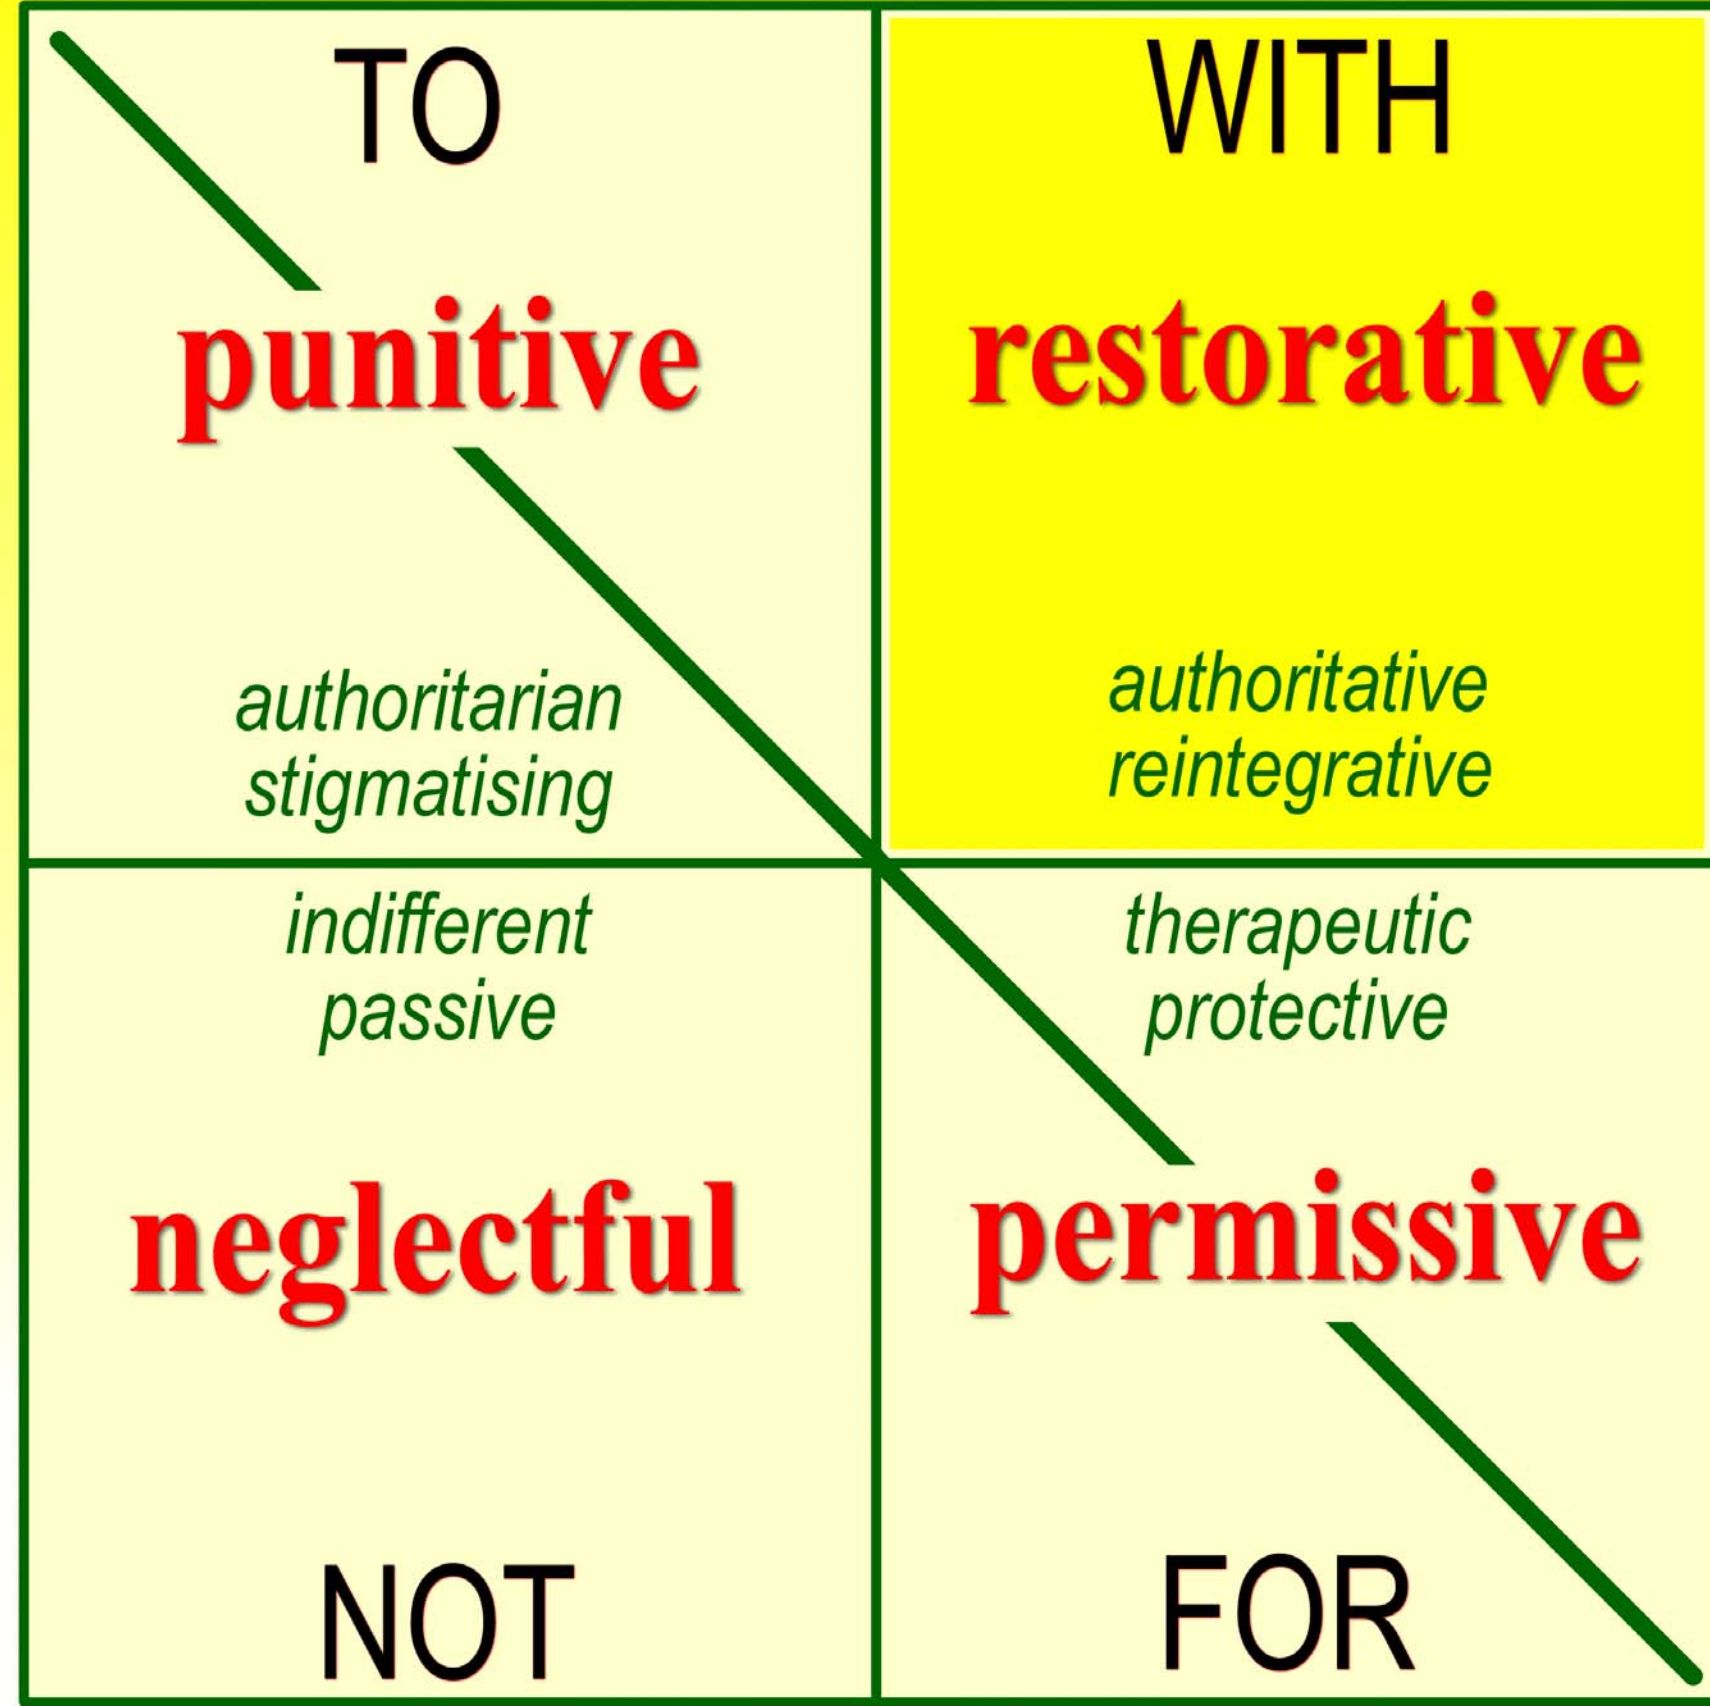 TO
punitive
authoritarian
stigmatising
WITH
restorative
authoritative
reintegrative
indifferent
passive
neglectful
NOT
therapeutic
protective
permissive
FOR